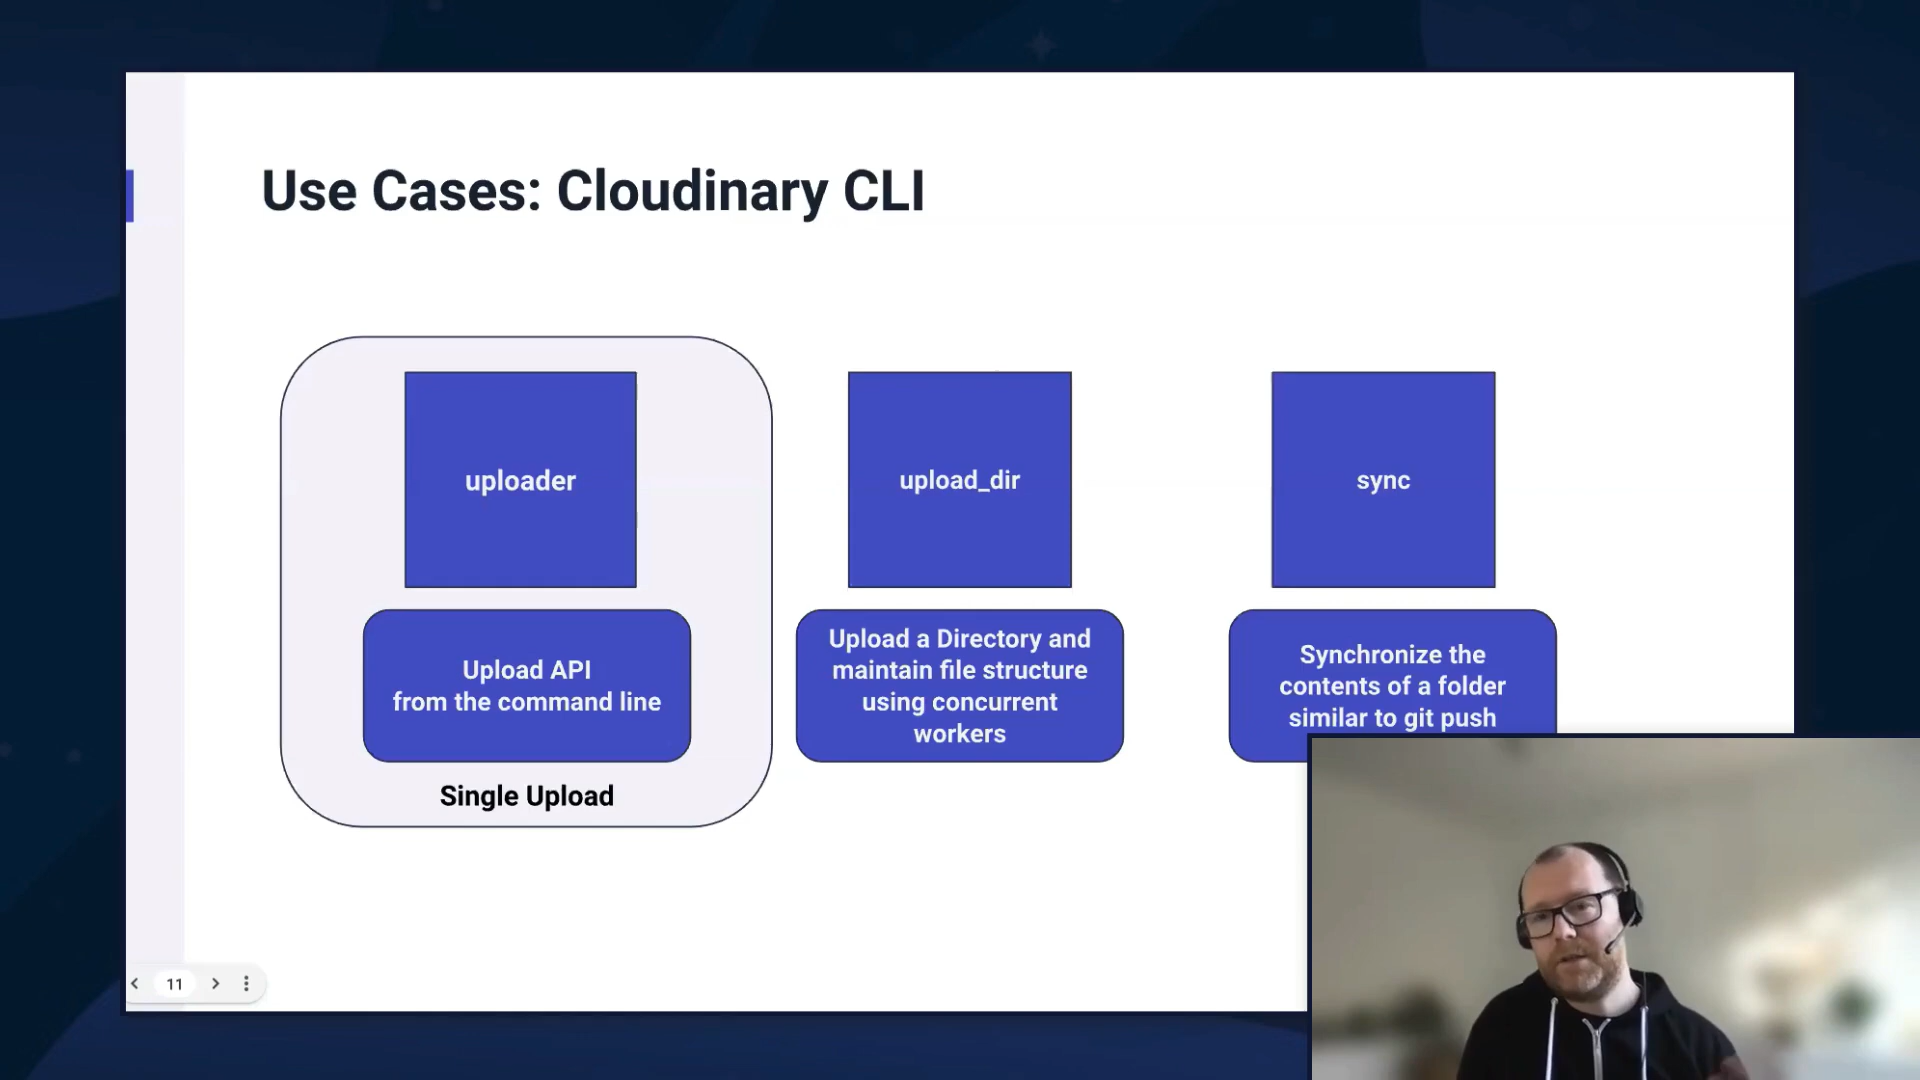 Use Cases: Cloudinary CLI
uploader
upload_dir
sync
Upload API
from the command line
Upload a Directory and
maintain file structure
using concurrent
workers
Synchronize the
contents of a folder
similar to git push
Single Upload
11